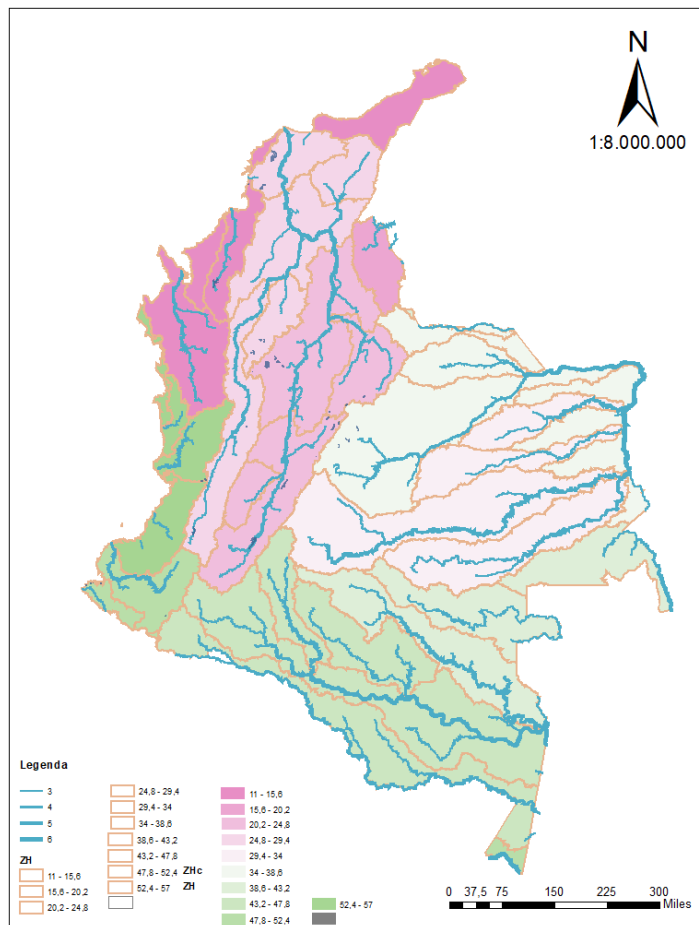 N
1:8.000.000
Legenda
3
4
5
6
ZH
11 - 15,6
15,6 - 20,2
20,2 - 24,8
24,8 - 29,4
29,4 - 34
34 - 38,6
38,6 - 43,2
43,2 - 47,8
47,8 - 52,4
52,4 - 57
ZHc
ZH
11 - 15,6
15,6 - 20,2
20,2 - 24,8
24,8 - 29,4
29,4 - 34
34 - 38,6
38,6 - 43,2
43,2 - 47,8
47,8 - 52,4
52,4 - 57
0 37,5 75 150 225 300
Miles